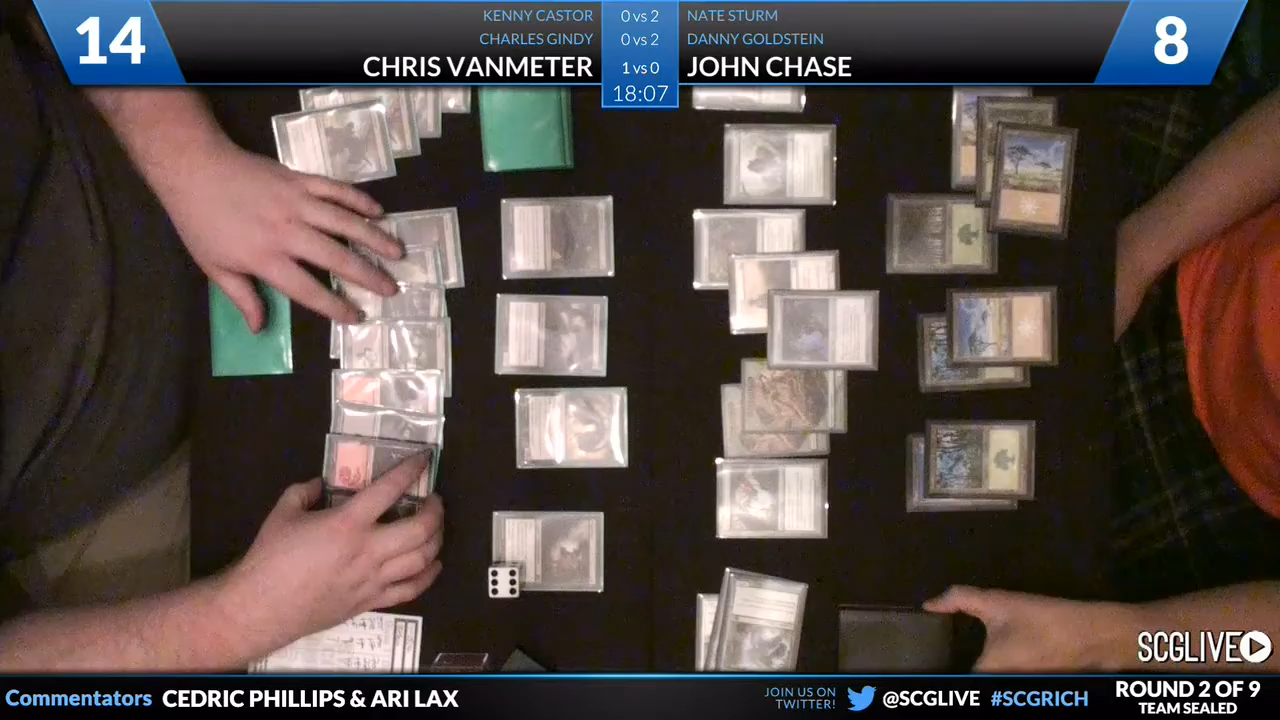 14
KENNY CASTOR 0 vs 2 NATE STURM
CHARLES GINDY 0 vs 2 DANNY GOLDSTEIN
CHRIS VANMETER 1 vs 0 JOHN CHASE
18:07
8
SCGLIVE
Commentators CEDRIC PHILLIPS & ARI LAX
JOIN US ON
TWITTER!
@SCGLIVE #SCGRICH
ROUND 2 OF 9
TEAM SEALED